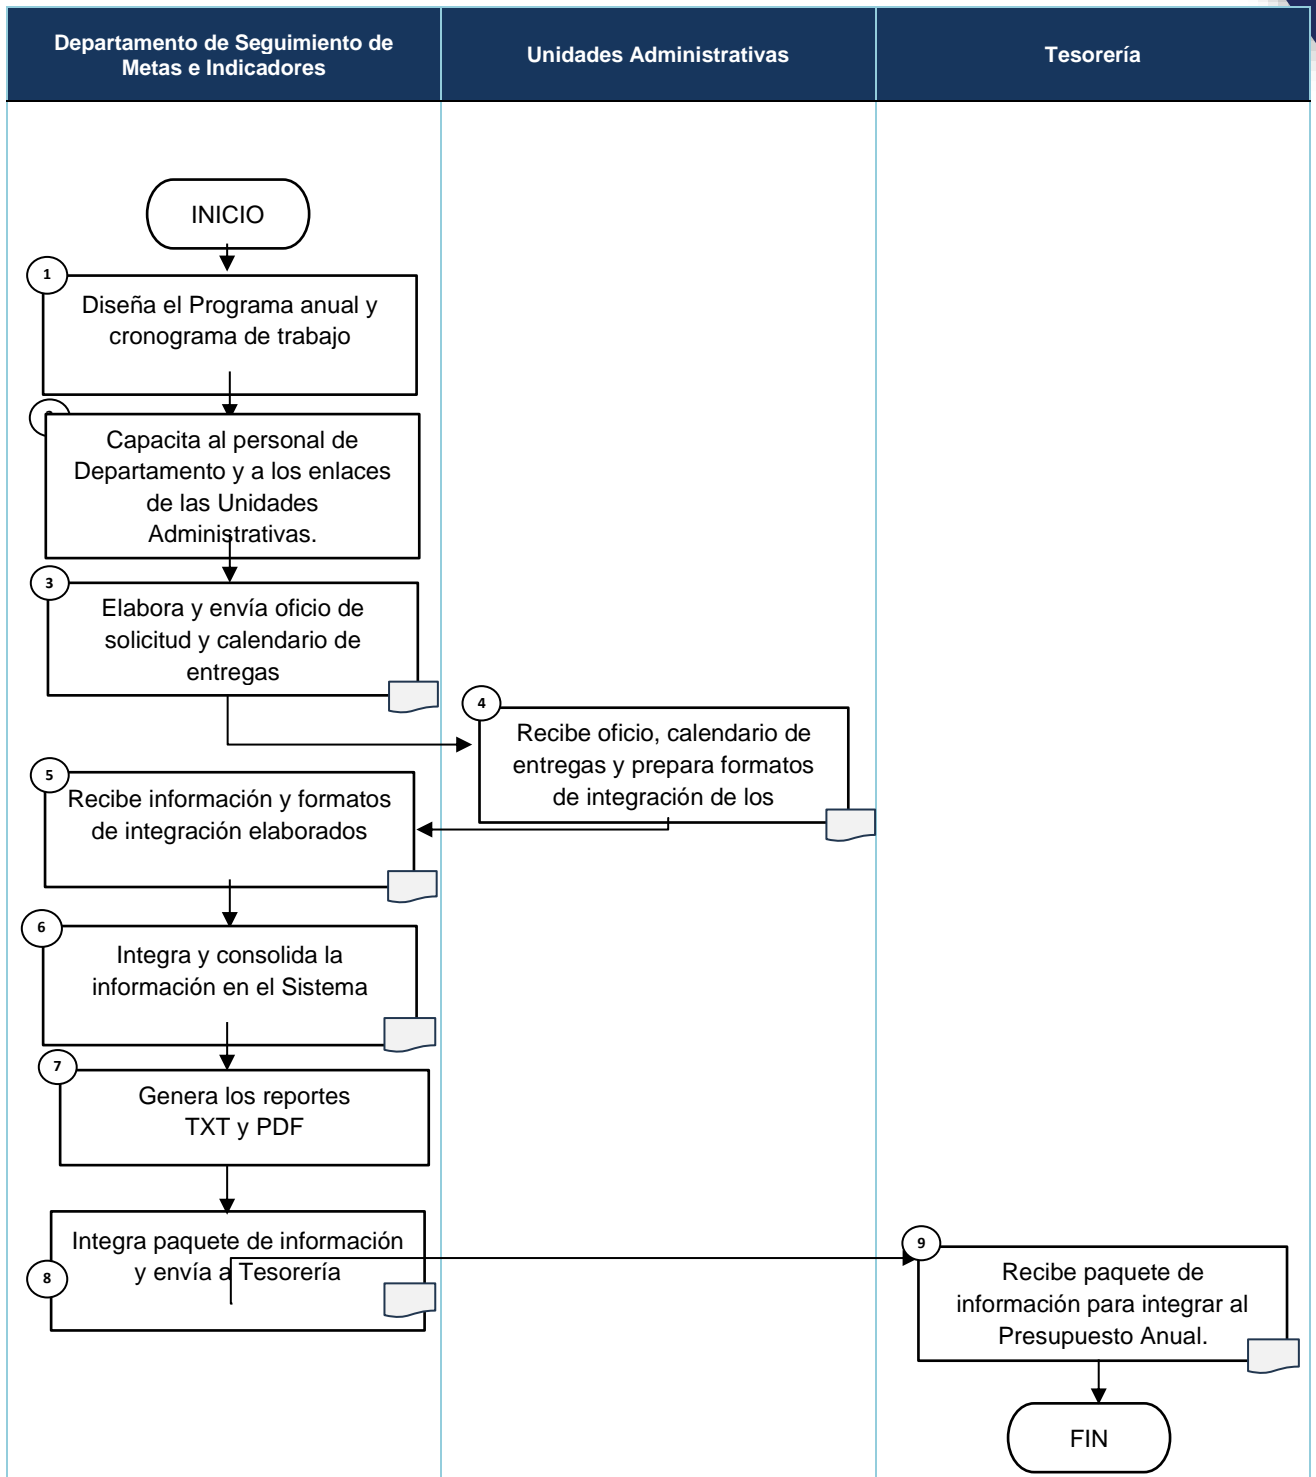 Departamento de Seguimiento de
Metas e Indicadores
Unidades Administrativas
Tesorería
INICIO
1
Diseña el Programa anual y
cronograma de trabajo
Capacita al personal de
Departamento y a los enlaces
de las Unidades
Administrativas.
3
Elabora y envía oficio de
solicitud y calendario de
entregas
4
Recibe oficio, calendario de
entregas y prepara formatos
de integración de los
5
Recibe información y formatos
de integración elaborados
6
Integra y consolida la
información en el Sistema
7
Genera los reportes
TXT y PDF
8
Integra paquete de información
y envía a Tesorería
9
Recibe paquete de
información para integrar al
Presupuesto Anual.
FIN